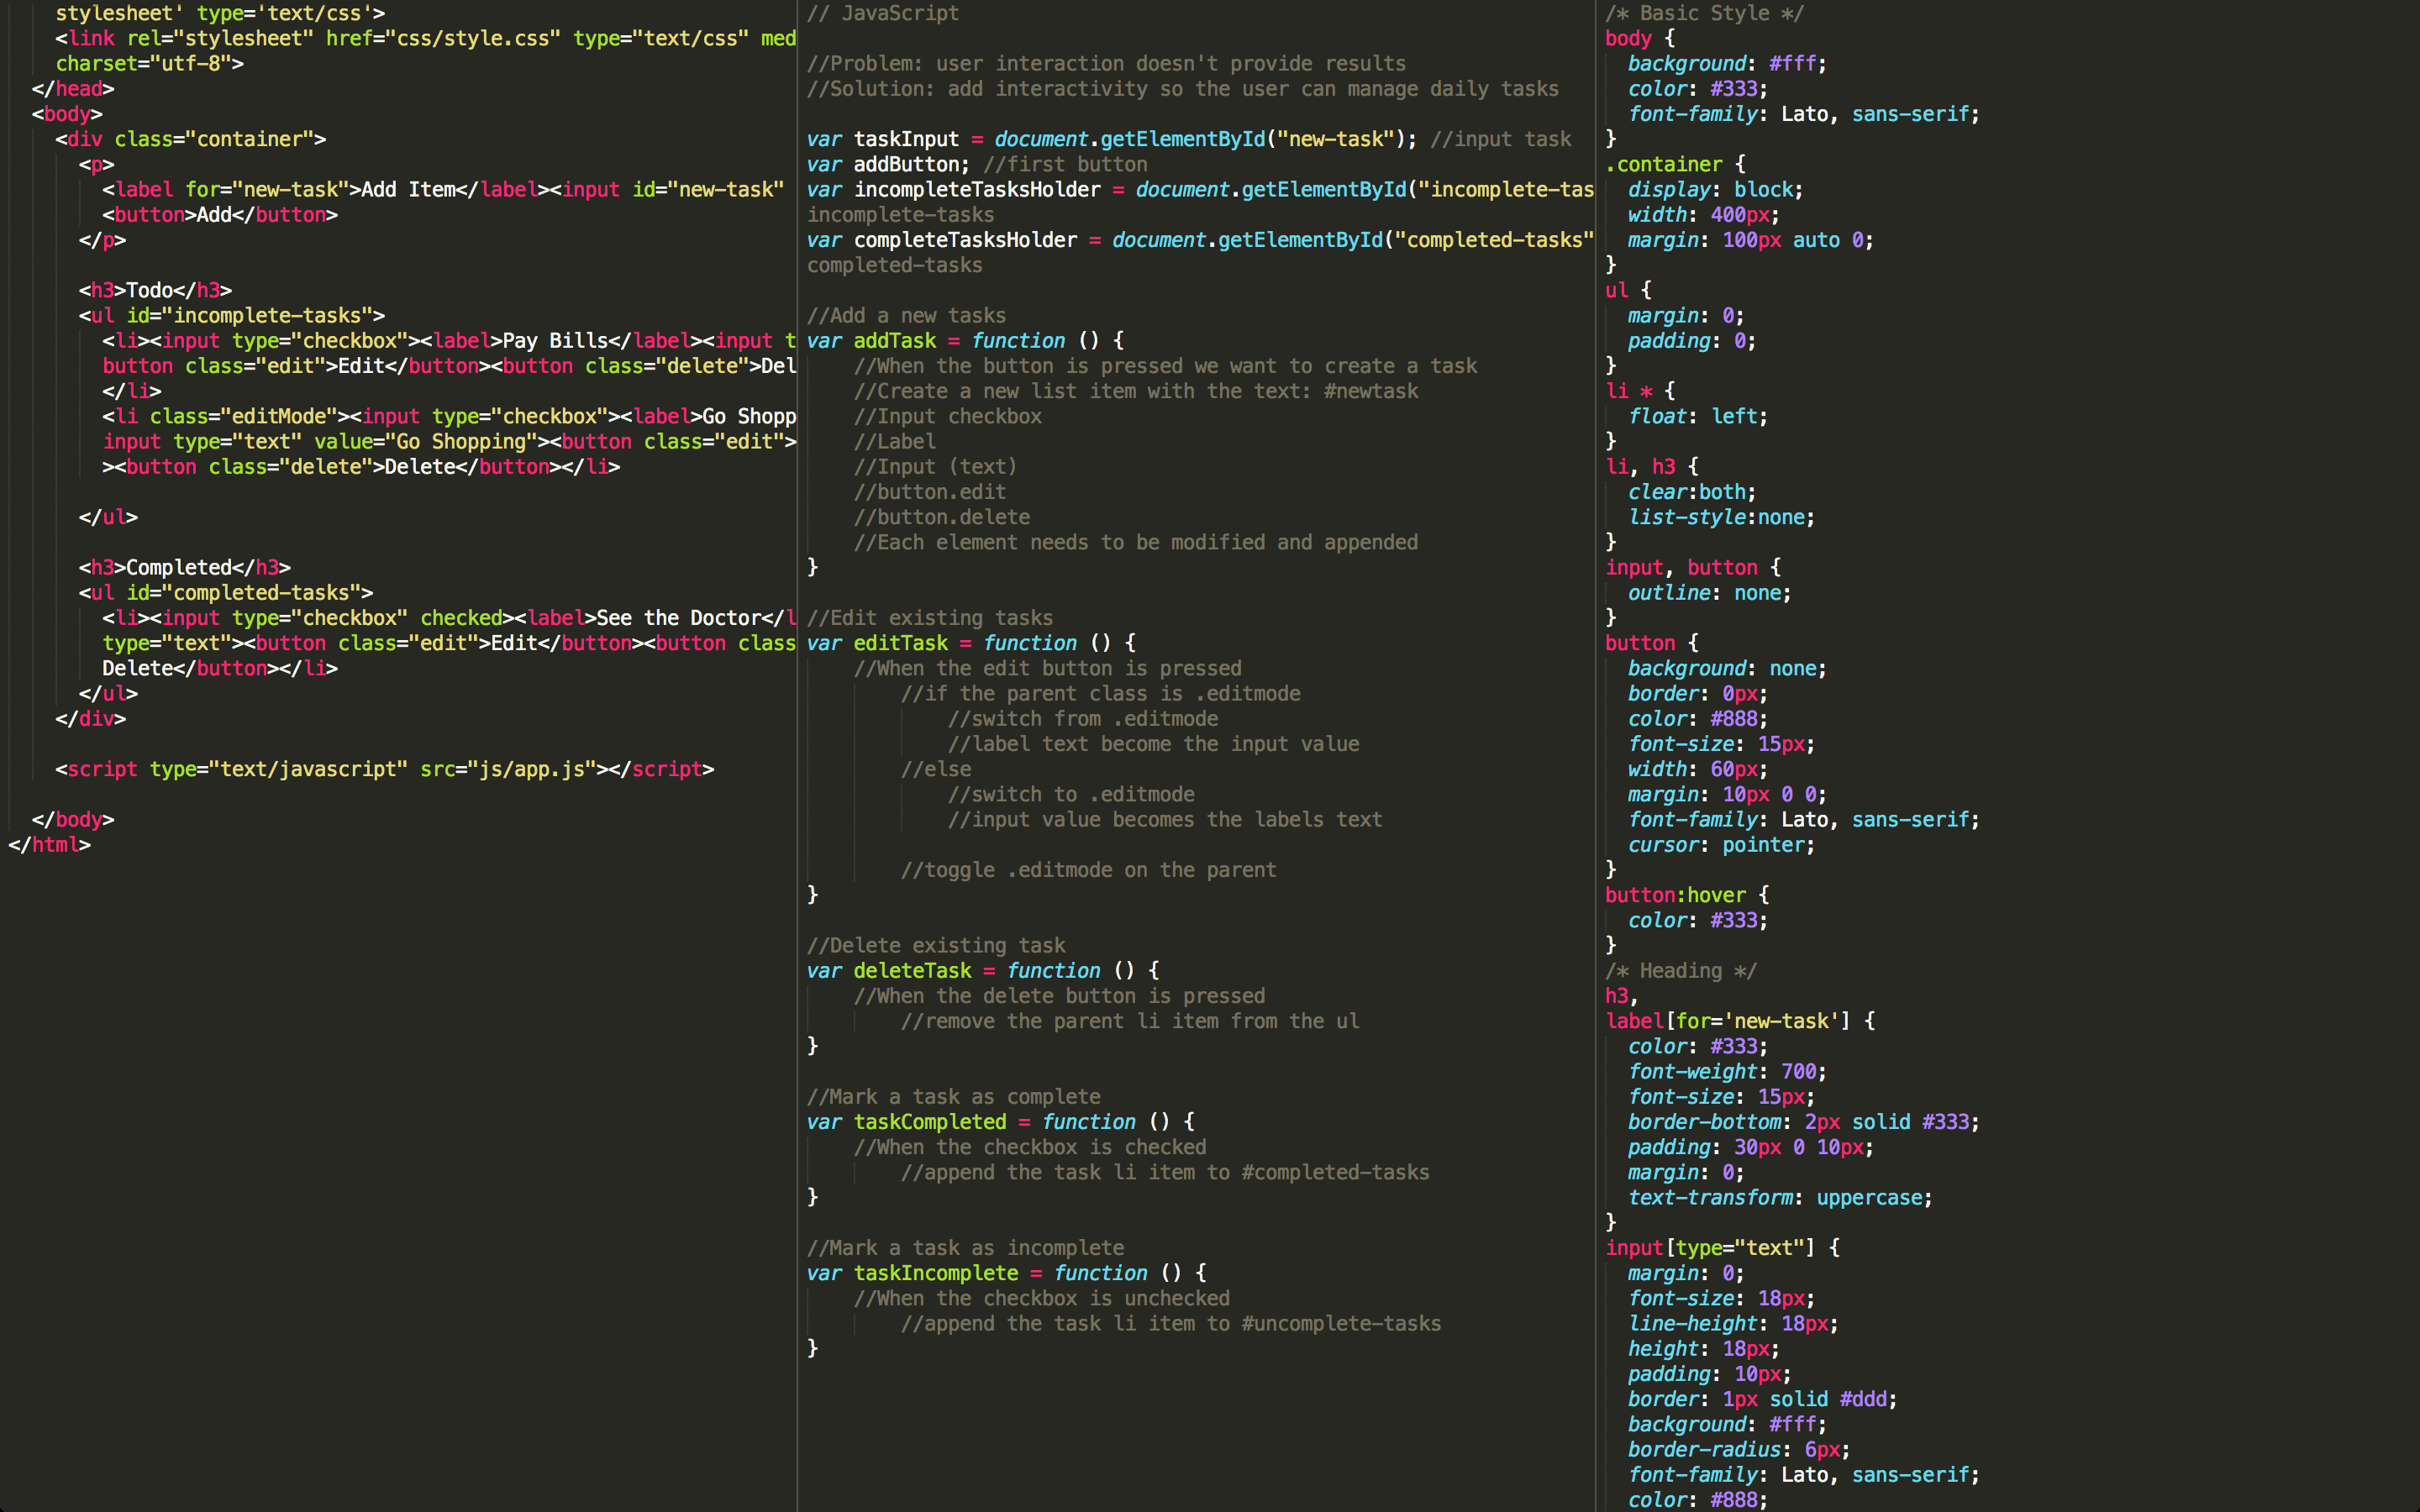 stylesheet' type='text/css'>
<link rel="stylesheet" href="css/style.css" type="text/css" med
charset="utf-8">
</head>
<body>
<div class="container">
<p>
<label for="new-task">Add Item</label><input id="new-task"
<button>Add</button>
</p>
<h3>Todo</h3>
<ul id="incomplete-tasks">
<li><input type="checkbox"><label>Pay Bills</label><input t
button class="edit">Edit</button><button class="delete">Del
</li>
<li class="editMode"><input type="checkbox"><label>Go Shopp
input type="text" value="Go Shopping"><button class="edit">
><button class="delete">Delete</button></li>
</ul>
<h3>Completed</h3>
<ul id="completed-tasks">
<li><input type="checkbox" checked><label>See the Doctor</l
type="text"><button class="edit">Edit</button><button class
Delete</button></li>
</ul>
</div>
<script type="text/javascript" src="js/app.js"></script>
</body>
</html>
// JavaScript
//Problem: user interaction doesn't provide results
//Solution: add interactivity so the user can manage daily tasks
var taskInput = document.getElementById("new-task"); //input task
var addButton; //first button
var incompleteTasksHolder = document.getElementById("incomplete-tas
incomplete-tasks
var completeTasksHolder = document.getElementById("completed-tasks"
completed-tasks
//Add a new tasks
var addTask = function () {
//When the button is pressed we want to create a task
//Create a new list item with the text: #newtask
//Input checkbox
//Label
//Input (text)
//button.edit
//button.delete
//Each element needs to be modified and appended
}
//Edit existing tasks
var editTask = function () {
//When the edit button is pressed
//if the parent class is .editmode
//switch from .editmode
//label text become the input value
//else
//switch to .editmode
//input value becomes the labels text
//toggle .editmode on the parent
}
//Delete existing task
var deleteTask = function () {
//When the delete button is pressed
//remove the parent li item from the ul
}
//Mark a task as complete
var taskCompleted = function () {
//When the checkbox is checked
//append the task li item to #completed-tasks
}
//Mark a task as incomplete
var taskIncomplete = function () {
//When the checkbox is unchecked
//append the task li item to #uncomplete-tasks
}
/* Basic Style */
body {
background: #fff;
color: #333;
font-family: Lato, sans-serif;
}
.container {
display: block;
width: 400px;
margin: 100px auto 0;
}
ul {
margin: 0;
padding: 0;
}
li * {
float: left;
}
li, h3 {
clear:both;
list-style:none;
}
input, button {
outline: none;
}
button {
background: none;
border: 0px;
color: #888;
font-size: 15px;
width: 60px;
margin: 10px 0 0;
font-family: Lato, sans-serif;
cursor: pointer;
}
button:hover {
color: #333;
}
/* Heading */
h3,
label[for='new-task'] {
color: #333;
font-weight: 700;
font-size: 15px;
border-bottom: 2px solid #333;
padding: 30px 0 10px;
margin: 0;
text-transform: uppercase;
}
input[type="text"] {
margin: 0;
font-size: 18px;
line-height: 18px;
height: 18px;
padding: 10px;
border: 1px solid #ddd;
background: #fff;
border-radius: 6px;
font-family: Lato, sans-serif;
color: #888;